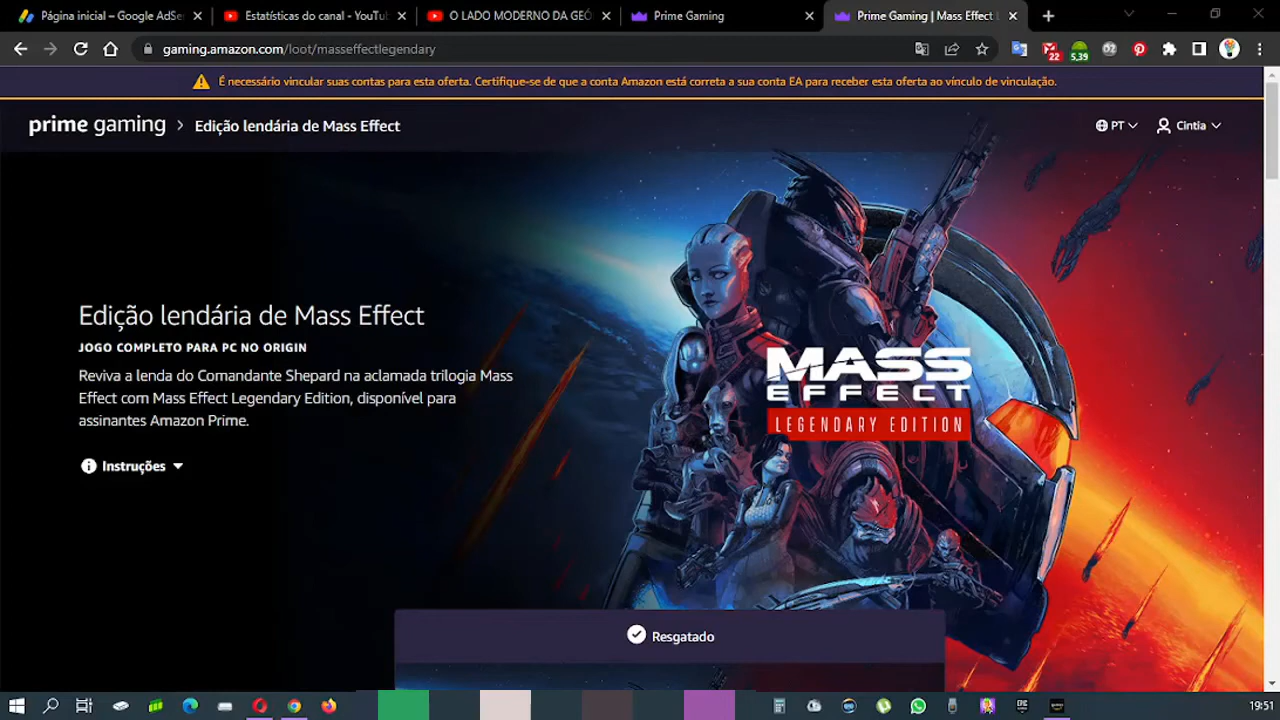 Página inicial – Google AdSe
Estatísticas do canal - YouTu
O LADO MODERNO DA GEÓ
Prime Gaming
Prime Gaming | Mass Effect L
gaming.amazon.com/loot/masseffectlegendary
22
5,39
É necessário vincular suas contas para esta oferta. Certifique-se de que a conta Amazon está correta a sua conta EA para receber esta oferta ao vínculo de vinculação.
prime gaming > Edição lendária de Mass Effect
PT
Cintia
Edição lendária de Mass Effect
JOGO COMPLETO PARA PC NO ORIGIN
Reviva a lenda do Comandante Shepard na aclamada trilogia Mass
Effect com Mass Effect Legendary Edition, disponível para
assinantes Amazon Prime.
Instruções
MASS
EFFECT
LEGENDARY EDITION
Resgatado
19:51